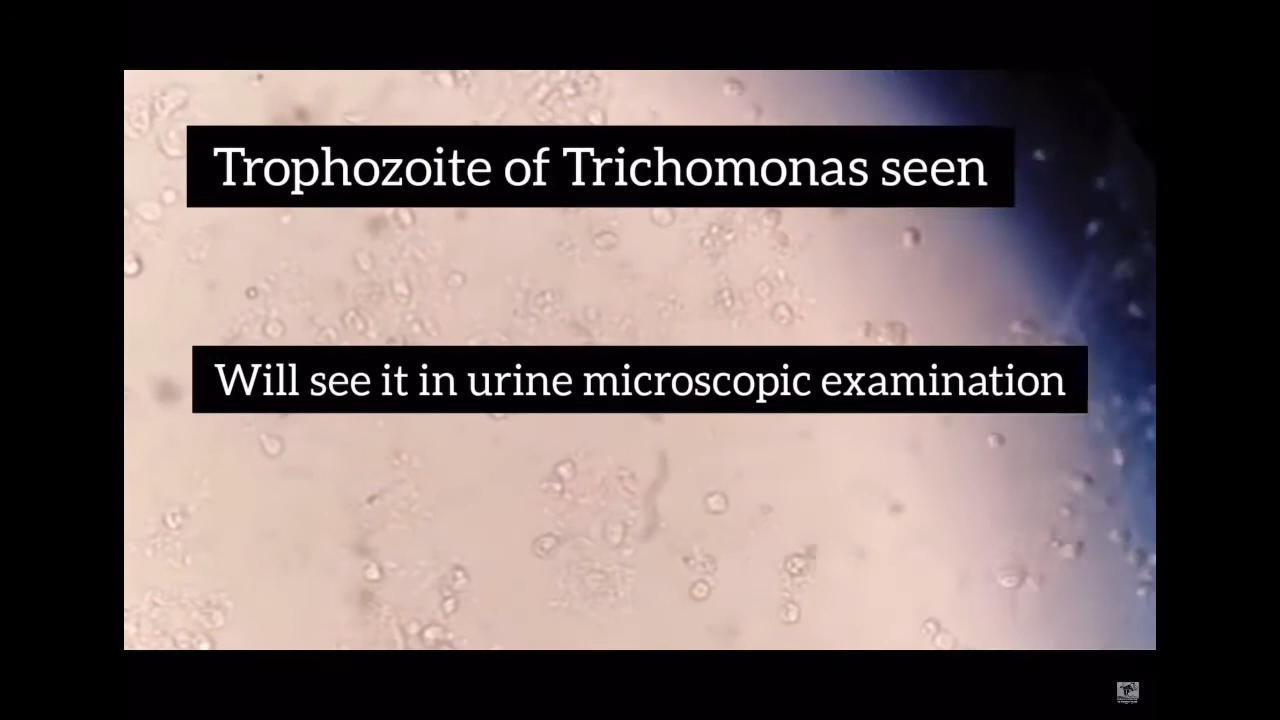 Trophozoite of Trichomonas seen
Will see it in urine microscopic examination